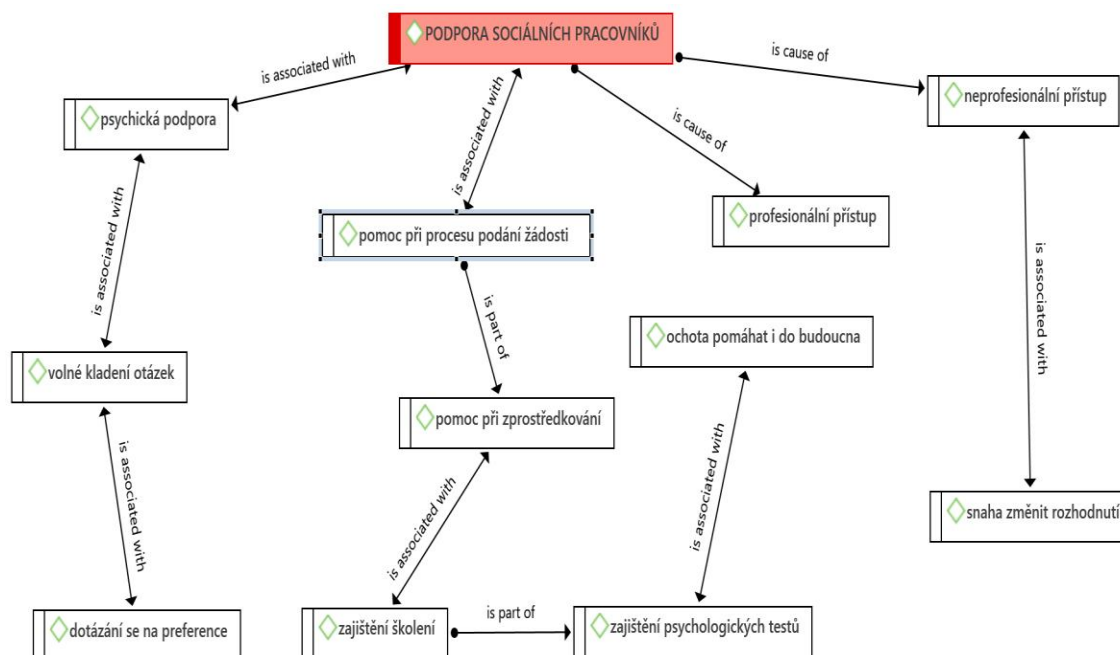 PODPORA SOCIÁLNÍCH PRACOVNÍKŮ
is associated with
is cause of
psychická podpora
is associated with
is cause of
neprofesionální přístup
pomoc při procesu podání žádosti
profesionální přístup
is associated with
is part of
is associated with
volné kladení otázek
ochota pomáhat i do budoucna
pomoc při zprostředkování
is associated with
is associated with
is associated with
snaha změnit rozhodnutí
dotázání se na preference
zajištění školení
is part of
zajištění psychologických testů